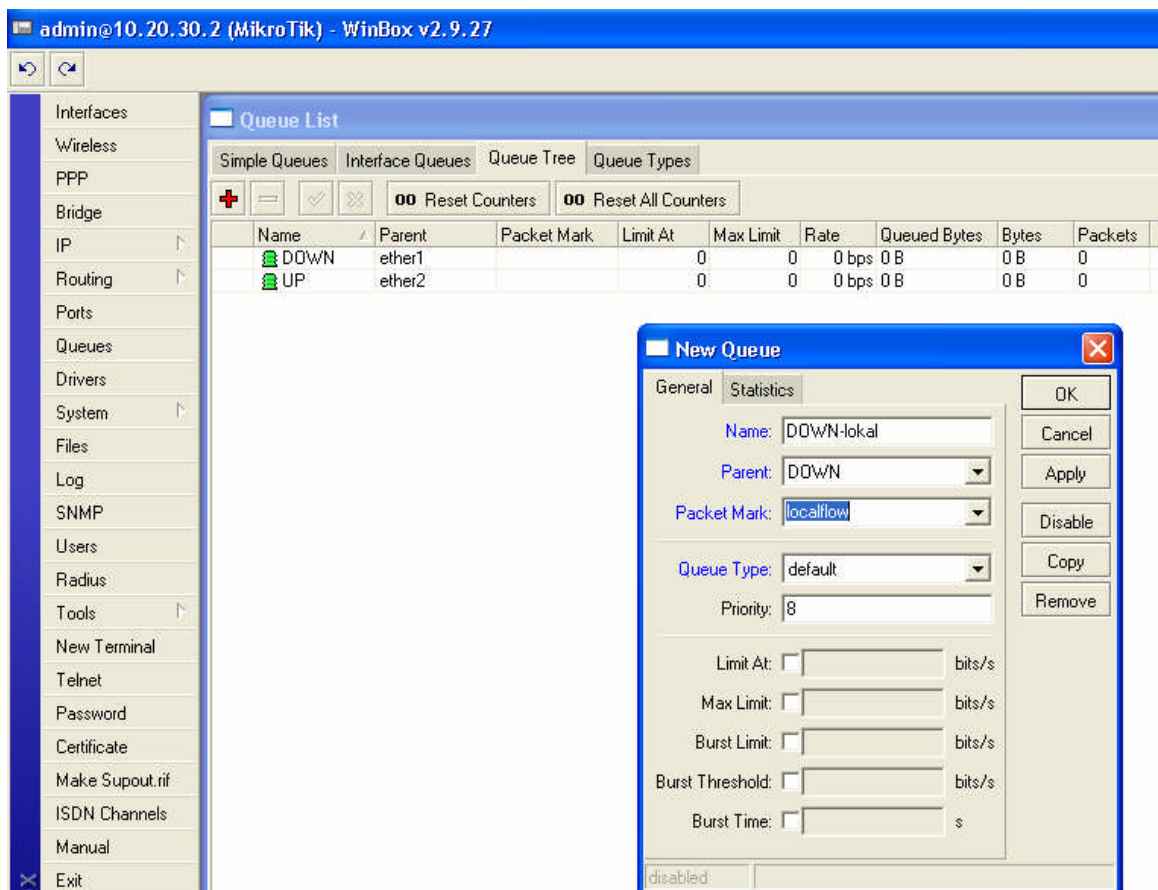 admin@10.20.30.2 (MikroTik) - WinBox v2.9.27
Interfaces
Wireless
PPP
Bridge
IP
Routing
Ports
Queues
Drivers
System
Files
Log
SNMP
Users
Radius
Tools
New Terminal
Telnet
Password
Certificate
Make Supout.rif
ISDN Channels
Manual
Exit
Queue List
Simple Queues Interface Queues Queue Tree Queue Types
00 Reset Counters 00 Reset All Counters
Name Parent Packet Mark Limit At Max Limit Rate Queued Bytes Bytes Packets
DOWN ether1 0 0 0 bps 0 B 0 B 0
UP ether2 0 0 0 bps 0 B 0 B 0
New Queue
General Statistics
Name: DOWN-lokal
Parent: DOWN
Packet Mark: localflow
Queue Type: default
Priority: 8
Limit At: bits/s
Max Limit: bits/s
Burst Limit: bits/s
Burst Threshold: bits/s
Burst Time: s
OK
Cancel
Apply
Disable
Copy
Remove
disabled